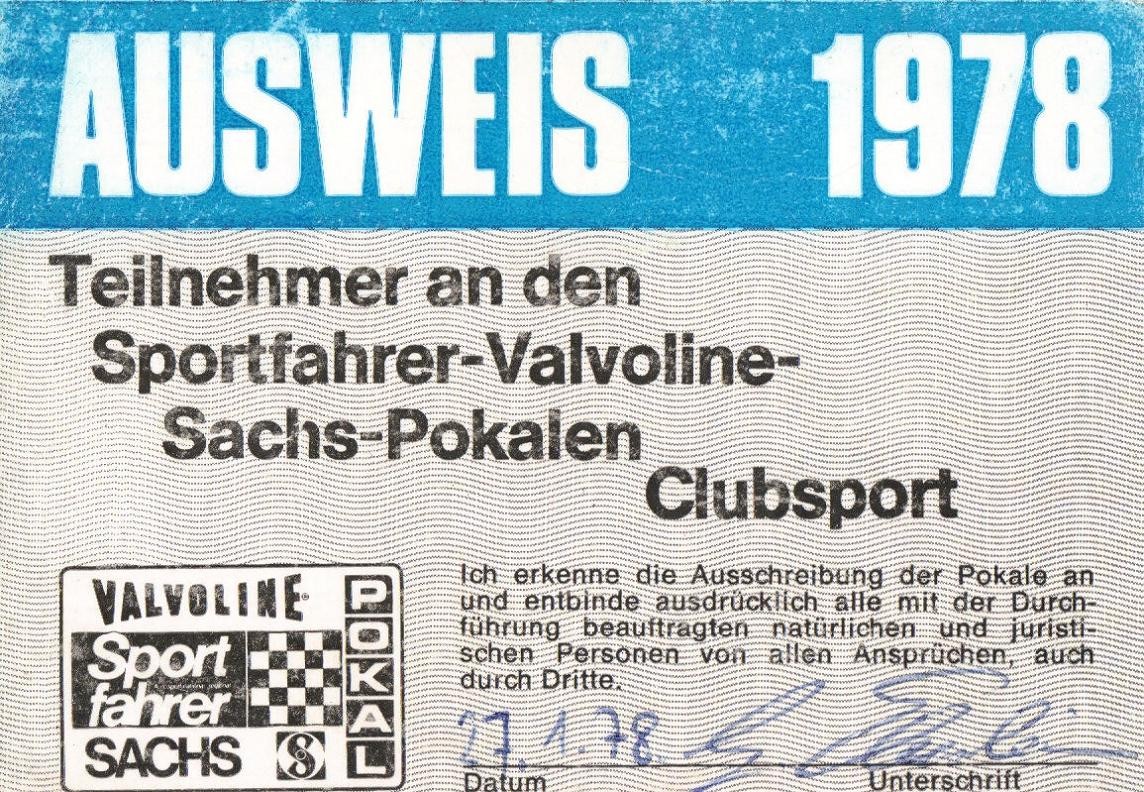 AUSWEIS 1978
Teilnehmer an den
Sportfahrer-Valvoline-
Sachs-Pokalen
Clubsport
VALVOLINE®
Sport
fahrer
SACHS
POKAL
Ich erkenne die Ausschreibung der Pokale an
und entbinde ausdrücklich alle mit der Durch-
führung beauftragten natürlichen und juristi-
schen Personen von allen Ansprüchen, auch
durch Dritte.
27.1.78.
Datum Unterschrift